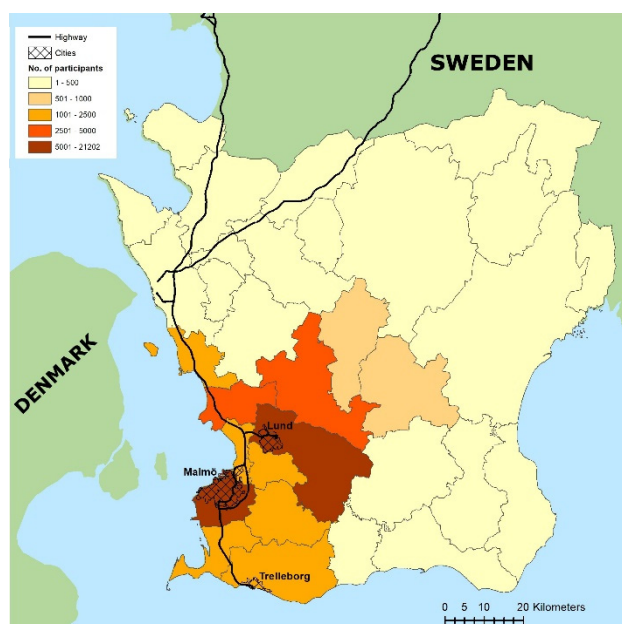 Highway
Cities
No. of participants
1 - 500
501 - 1000
1001 - 2500
2501 - 5000
5001 - 21202
SWEDEN
DENMARK
Lund
Malmö
Trelleborg
0 5 10 20 Kilometers